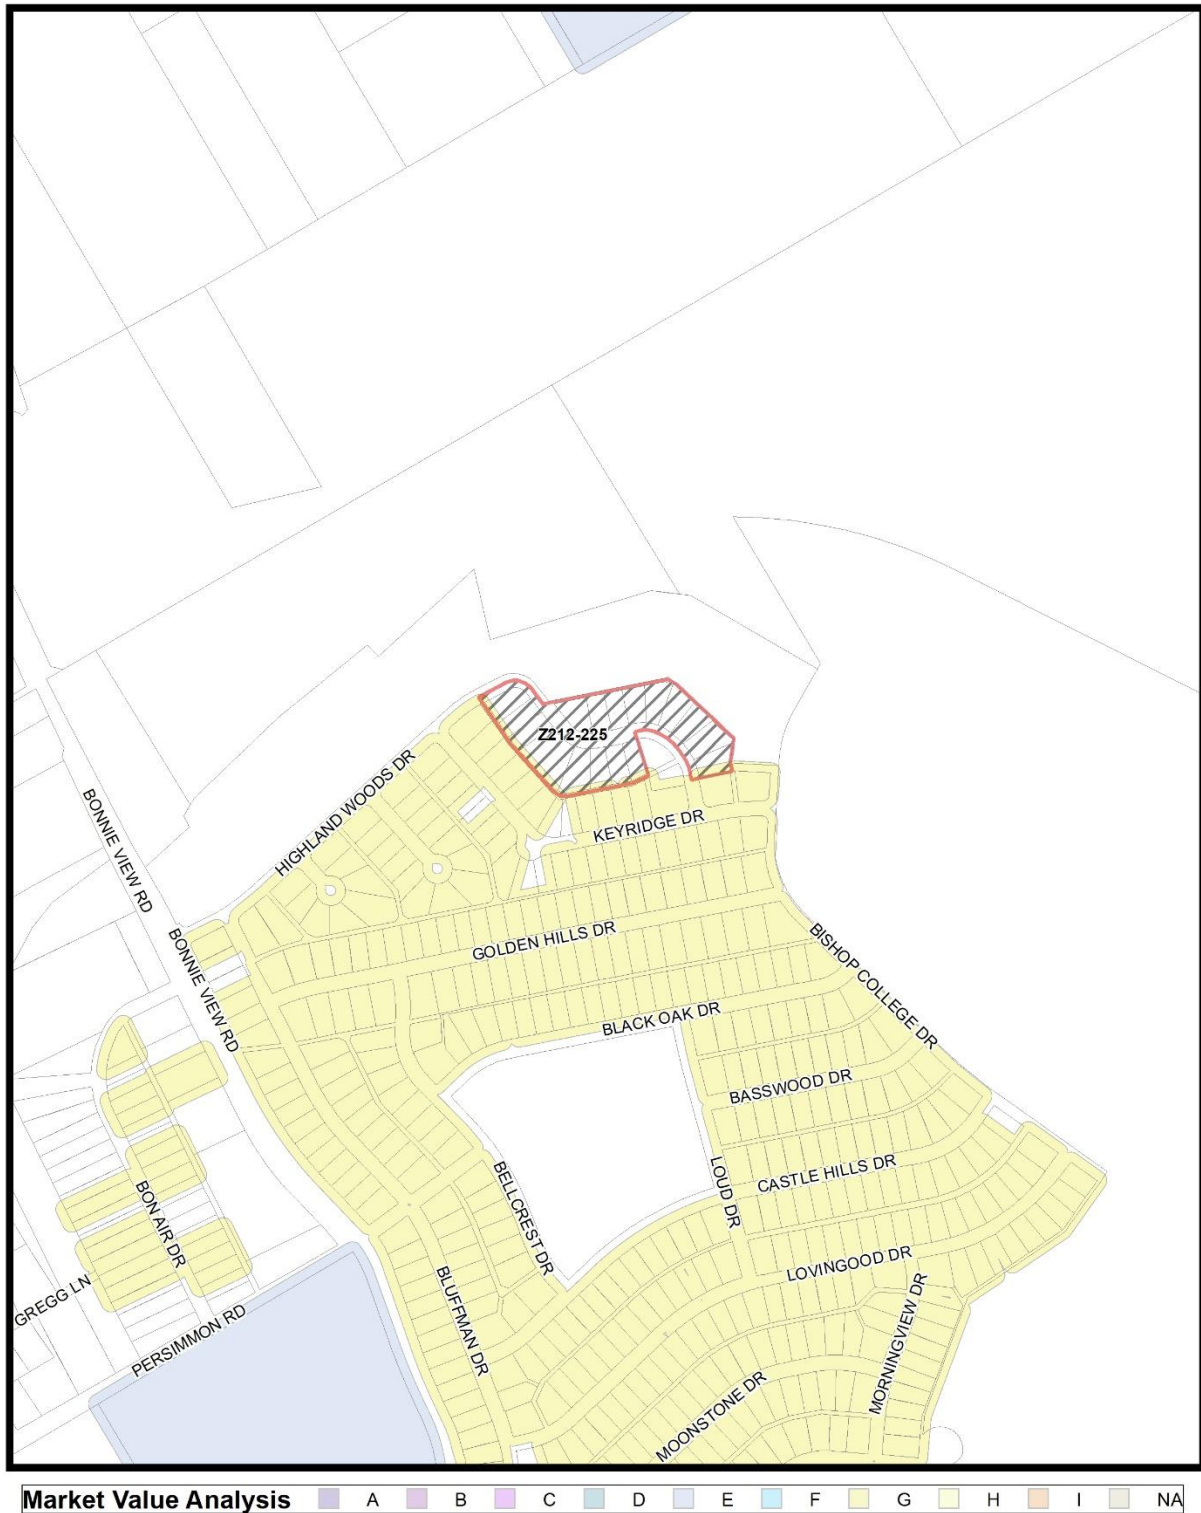 Z212-225
HIGHLAND WOODS DR
KEYRIDGE DR
BONNIE VIEW RD
GOLDEN HILLS DR
BONNIE VIEW RD
BISHOP COLLEGE DR
BLACK OAK DR
BASSWOOD DR
BELLCREST DR
LOUD DR
CASTLE HILLS DR
BON AIR DR
LOVINGOOD DR
GREGG LN
PERSIMMON RD
BLUFFMAN DR
MORNINGVIEW DR
MOONSTONE DR
Market Value Analysis A B C D E F G H I NA